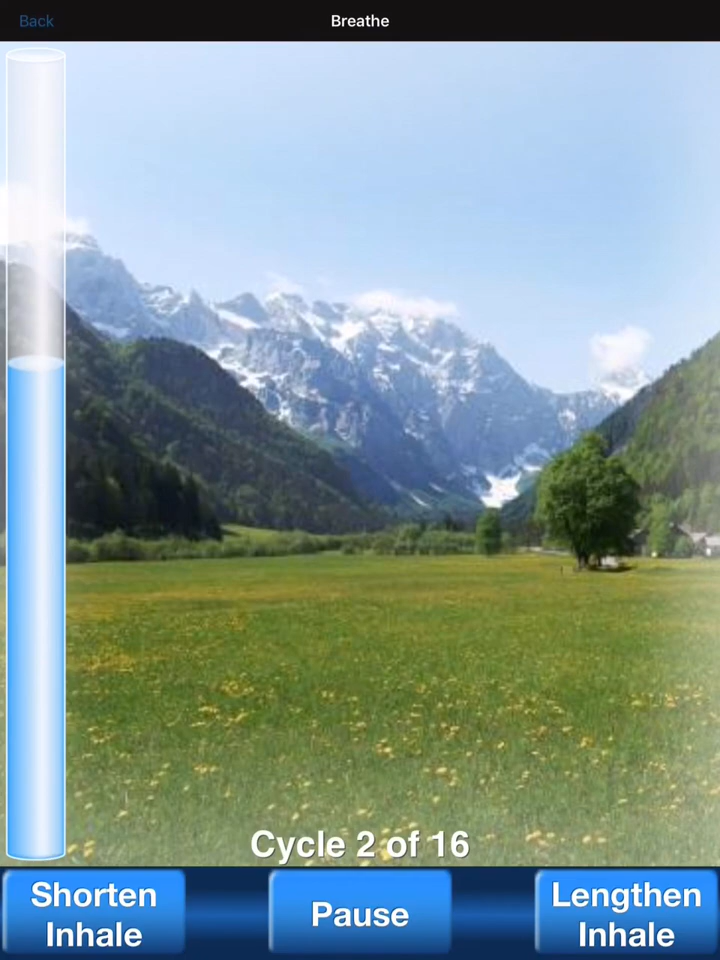 Back
Breathe
Cycle 2 of 16
Shorten
Inhale
Pause
Lengthen
Inhale